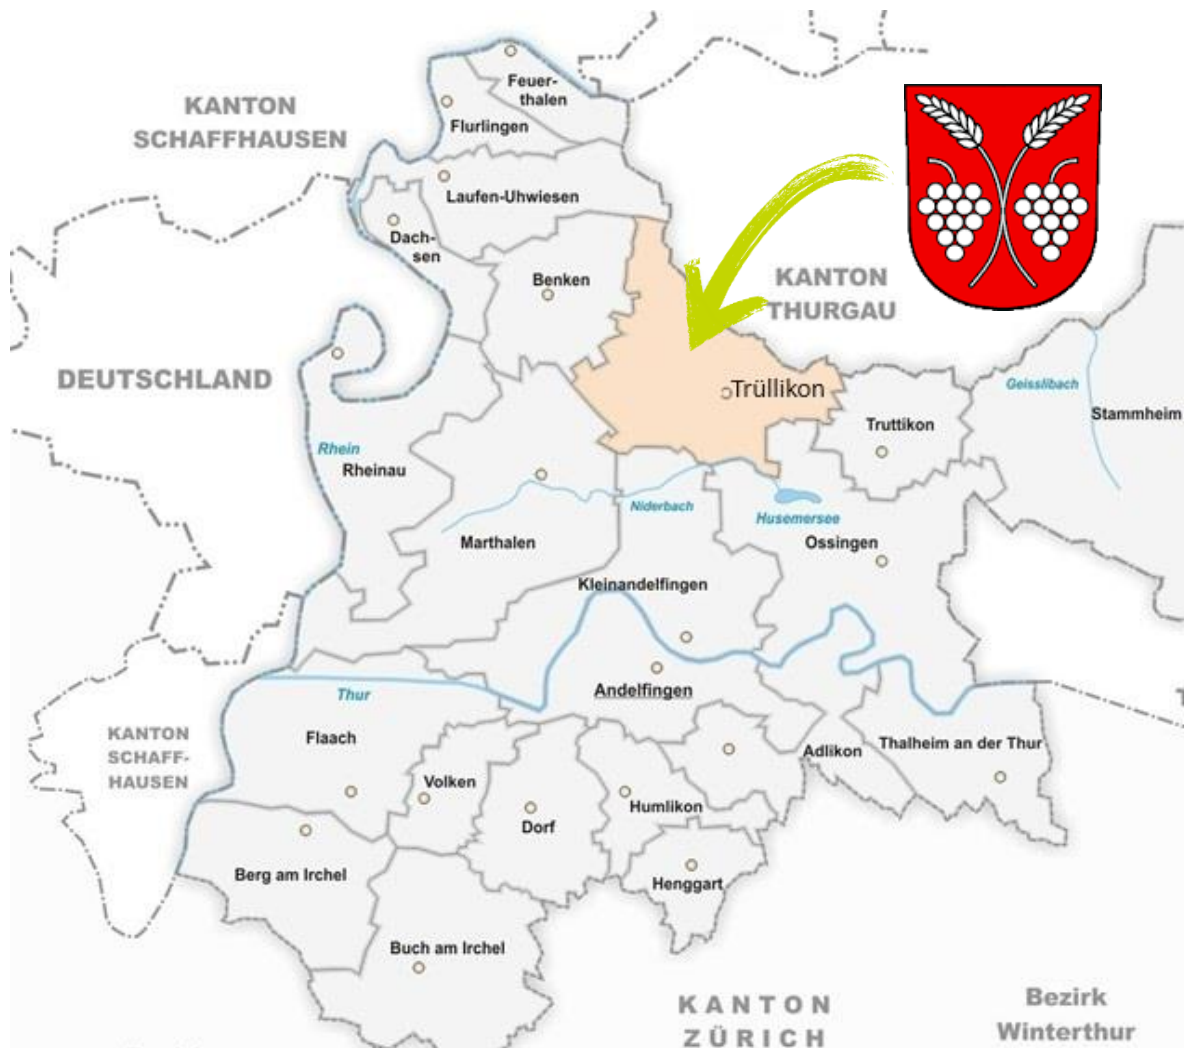 Feuer-
thalen
KANTON
SCHAFFHAUSEN
Flurlingen
Laufen-Uhwiesen
Dach-
sen
Benken
KANTON
THURGAU
DEUTSCHLAND
Trüllikon
Geisslibach
Stammheim
Truttikon
Rhein
Rheinau
Niderbach
Husemersee
Marthalen
Ossingen
Kleinandelfingen
Thur
Andelfingen
KANTON
SCHAFF-
HAUSEN
Flaach
Adlikon
Thalheim an der Thur
Volken
Humlikon
Dorf
Berg am Irchel
Henggart
Buch am Irchel
KANTON
ZÜRICH
Bezirk
Winterthur